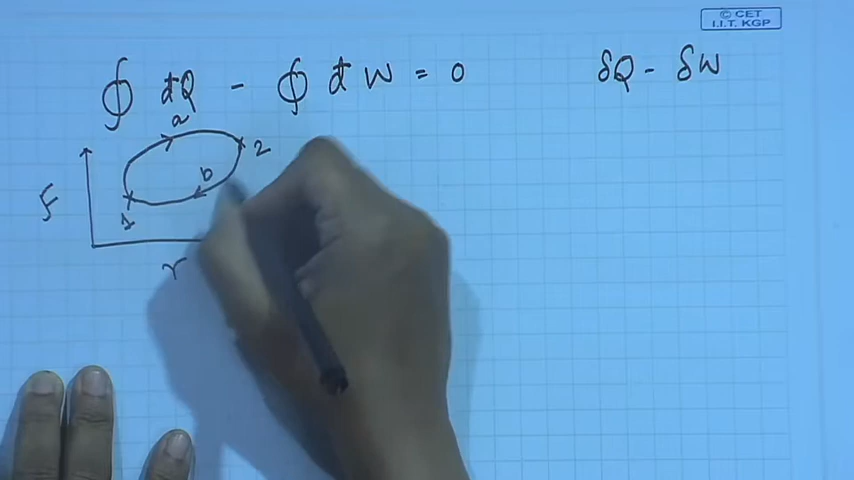 © CET
I.I.T. KGP
∮ đQ - ∮ đW = 0
δQ - δW
a
2
b
1